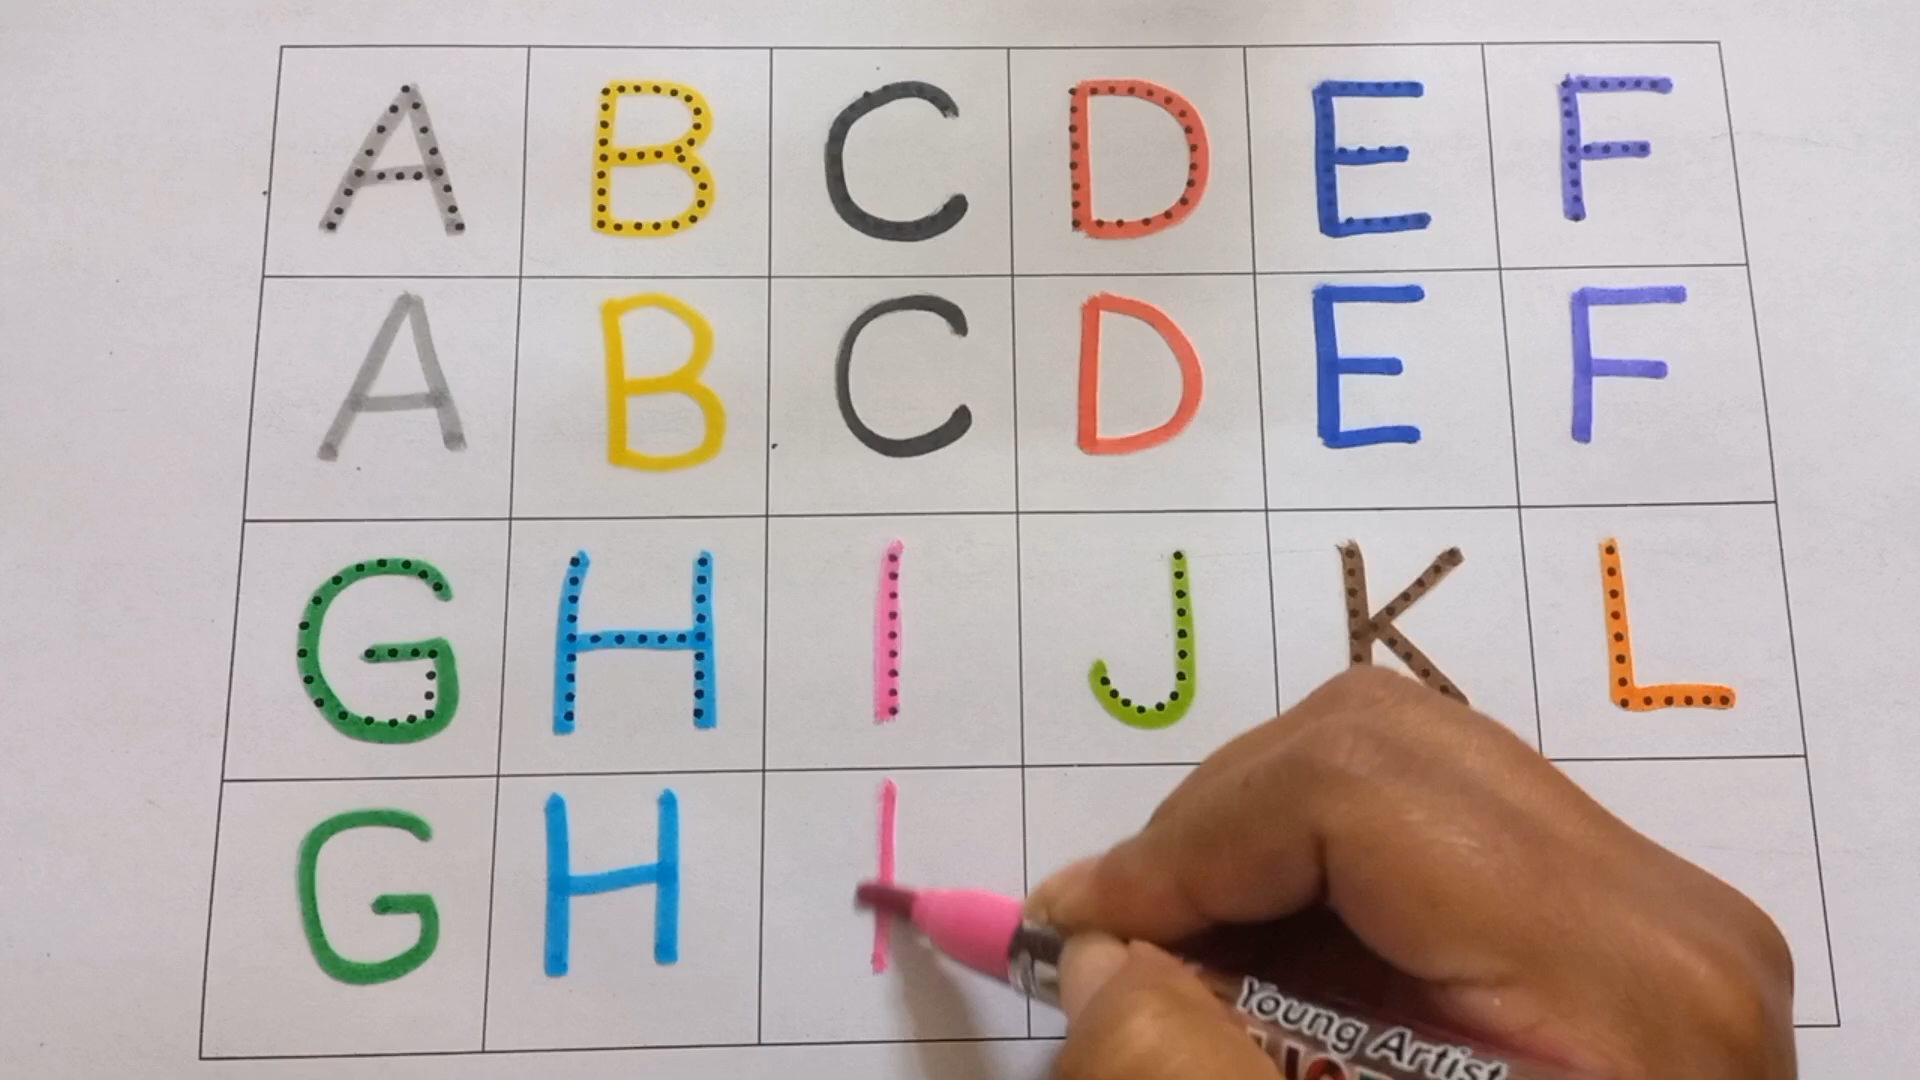 A B C D E F
A B C D E F
G H I J K L
G H I
Young Artist